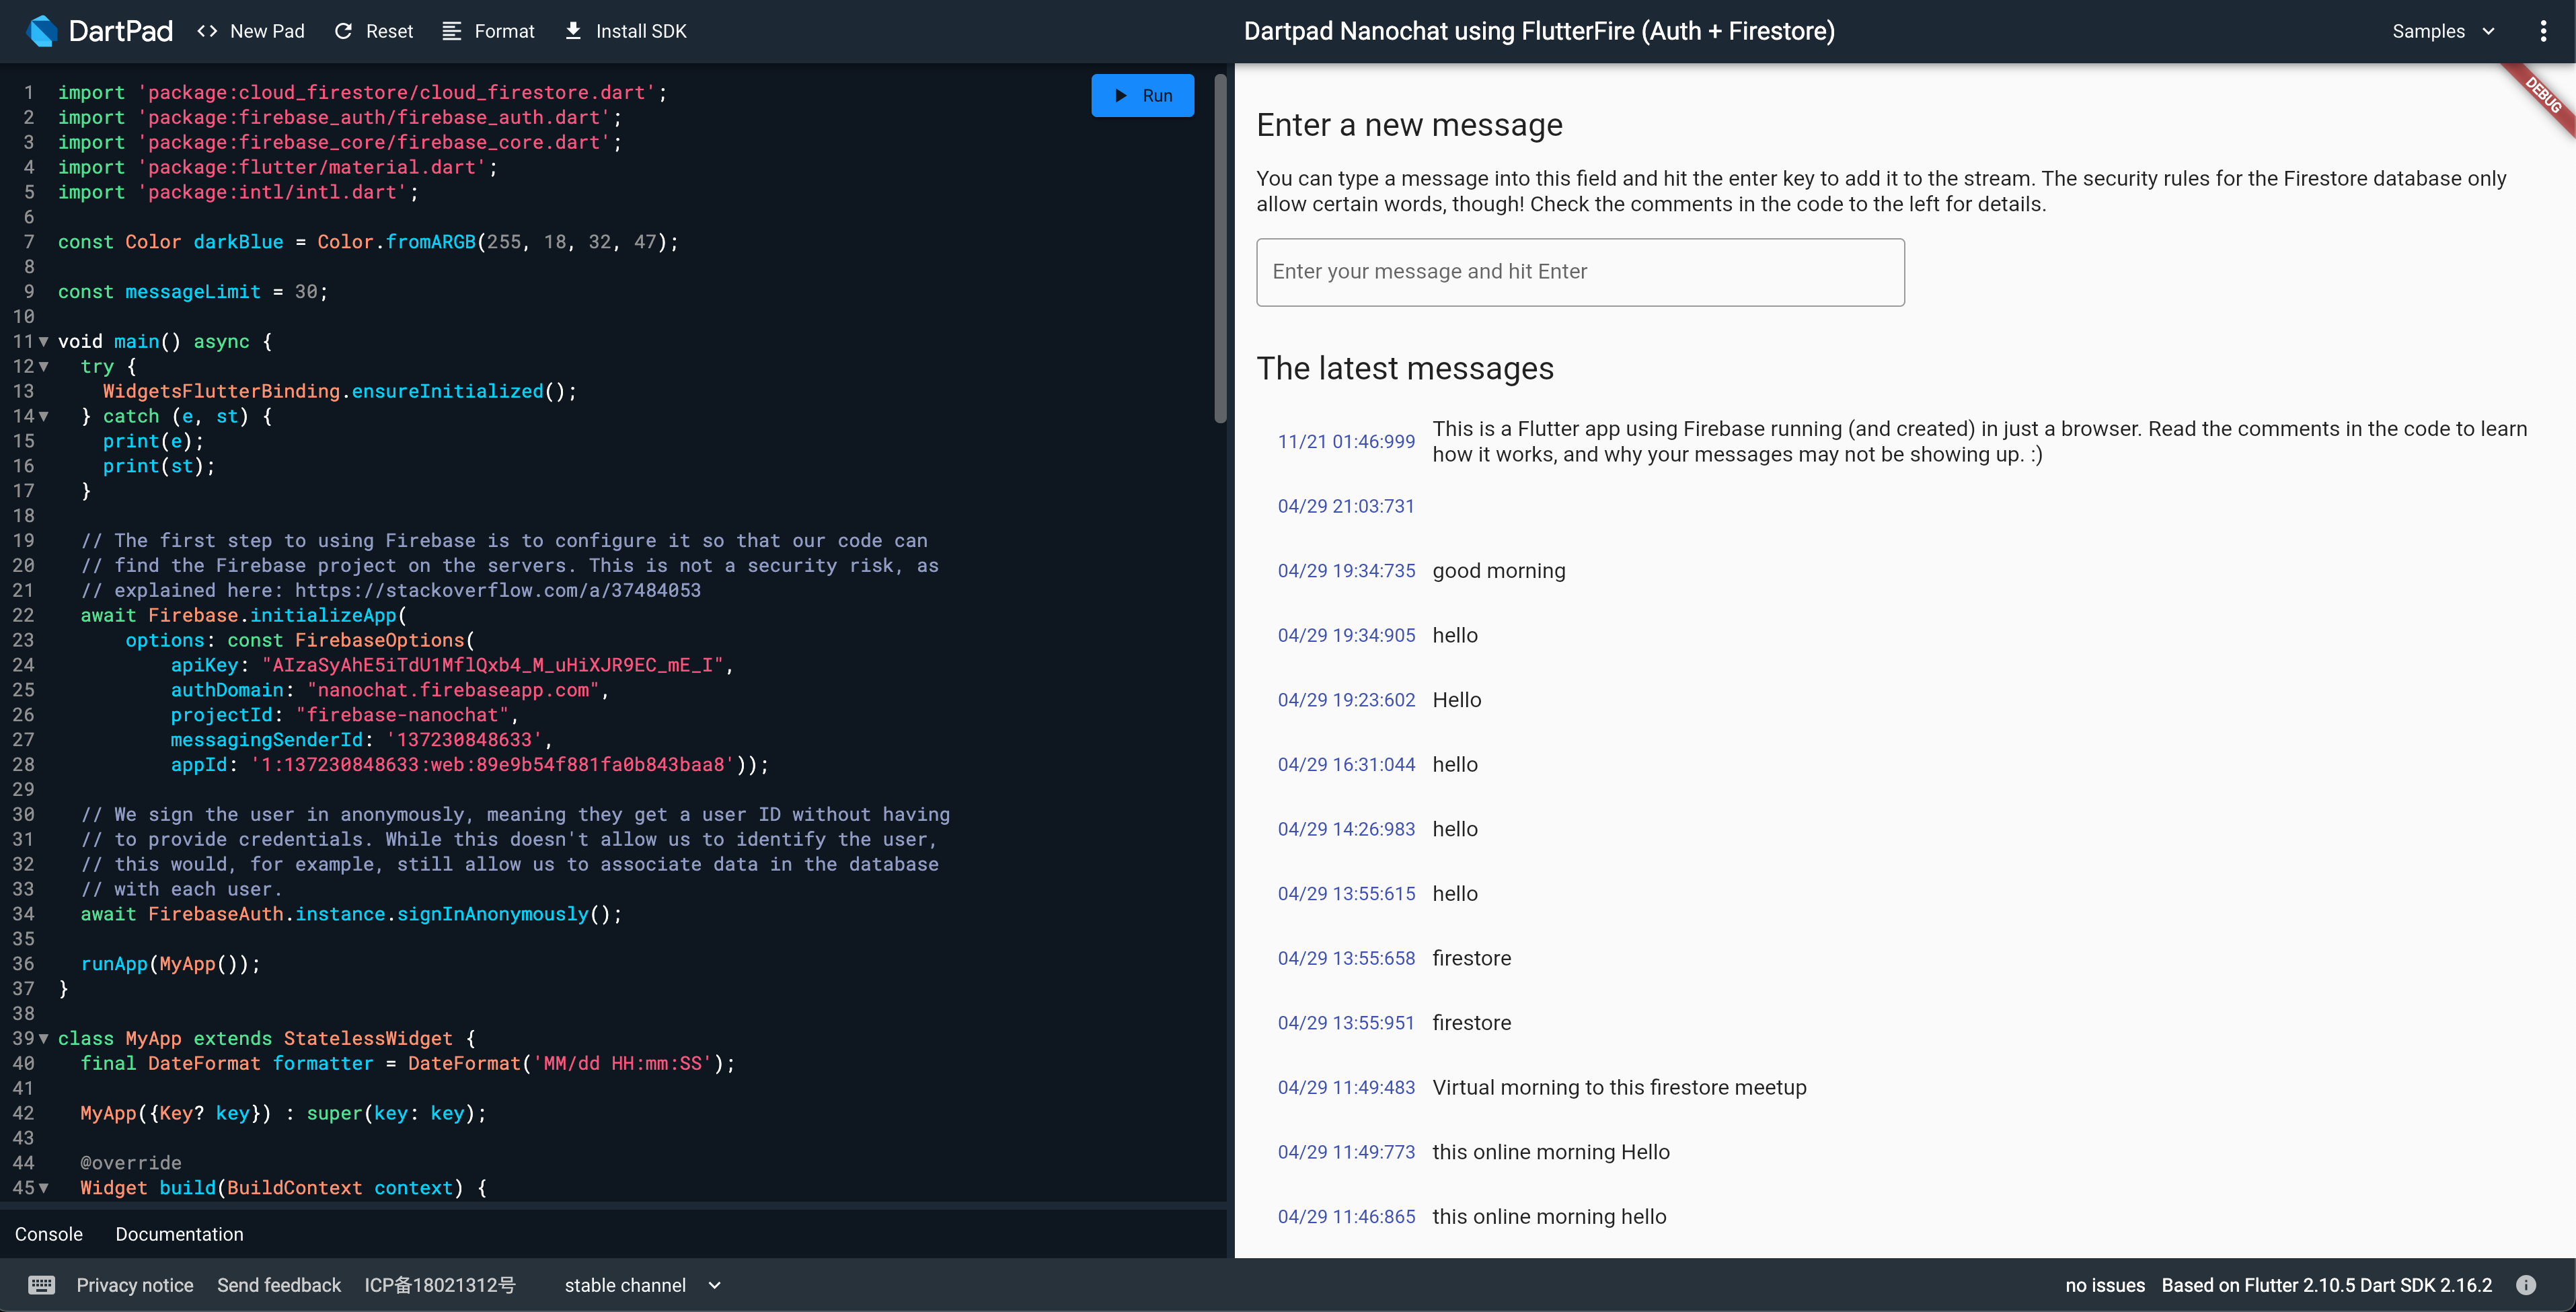 DartPad
New Pad
Reset
Format
Install SDK
Dartpad Nanochat using FlutterFire (Auth + Firestore)
Samples
Run
1 import 'package:cloud_firestore/cloud_firestore.dart';
2 import 'package:firebase_auth/firebase_auth.dart';
3 import 'package:firebase_core/firebase_core.dart';
4 import 'package:flutter/material.dart';
5 import 'package:intl/intl.dart';
6
7 const Color darkBlue = Color.fromARGB(255, 18, 32, 47);
8
9 const messageLimit = 30;
10
11 void main() async {
12 try {
13 WidgetsFlutterBinding.ensureInitialized();
14 } catch (e, st) {
15 print(e);
16 print(st);
17 }
18
19 // The first step to using Firebase is to configure it so that our code can
20 // find the Firebase project on the servers. This is not a security risk, as
21 // explained here: https://stackoverflow.com/a/37484053
22 await Firebase.initializeApp(
23 options: const FirebaseOptions(
24 apiKey: "AIzaSyAhE5iTdU1MflQxb4_M_uHiXJR9EC_mE_I",
25 authDomain: "nanochat.firebaseapp.com",
26 projectId: "firebase-nanochat",
27 messagingSenderId: '137230848633',
28 appId: '1:137230848633:web:89e9b54f881fa0b843baa8'));
29
30 // We sign the user in anonymously, meaning they get a user ID without having
31 // to provide credentials. While this doesn't allow us to identify the user,
32 // this would, for example, still allow us to associate data in the database
33 // with each user.
34 await FirebaseAuth.instance.signInAnonymously();
35
36 runApp(MyApp());
37 }
38
39 class MyApp extends StatelessWidget {
40 final DateFormat formatter = DateFormat('MM/dd HH:mm:SS');
41
42 MyApp({Key? key}) : super(key: key);
43
44 @override
45 Widget build(BuildContext context) {
Console
Documentation
DEBUG
Enter a new message
You can type a message into this field and hit the enter key to add it to the stream. The security rules for the Firestore database only
allow certain words, though! Check the comments in the code to the left for details.
Enter your message and hit Enter
The latest messages
11/21 01:46:999 This is a Flutter app using Firebase running (and created) in just a browser. Read the comments in the code to learn
how it works, and why your messages may not be showing up. :)
04/29 21:03:731
04/29 19:34:735 good morning
04/29 19:34:905 hello
04/29 19:23:602 Hello
04/29 16:31:044 hello
04/29 14:26:983 hello
04/29 13:55:615 hello
04/29 13:55:658 firestore
04/29 13:55:951 firestore
04/29 11:49:483 Virtual morning to this firestore meetup
04/29 11:49:773 this online morning Hello
04/29 11:46:865 this online morning hello
Privacy notice
Send feedback
ICP备18021312号
stable channel
no issues
Based on Flutter 2.10.5 Dart SDK 2.16.2